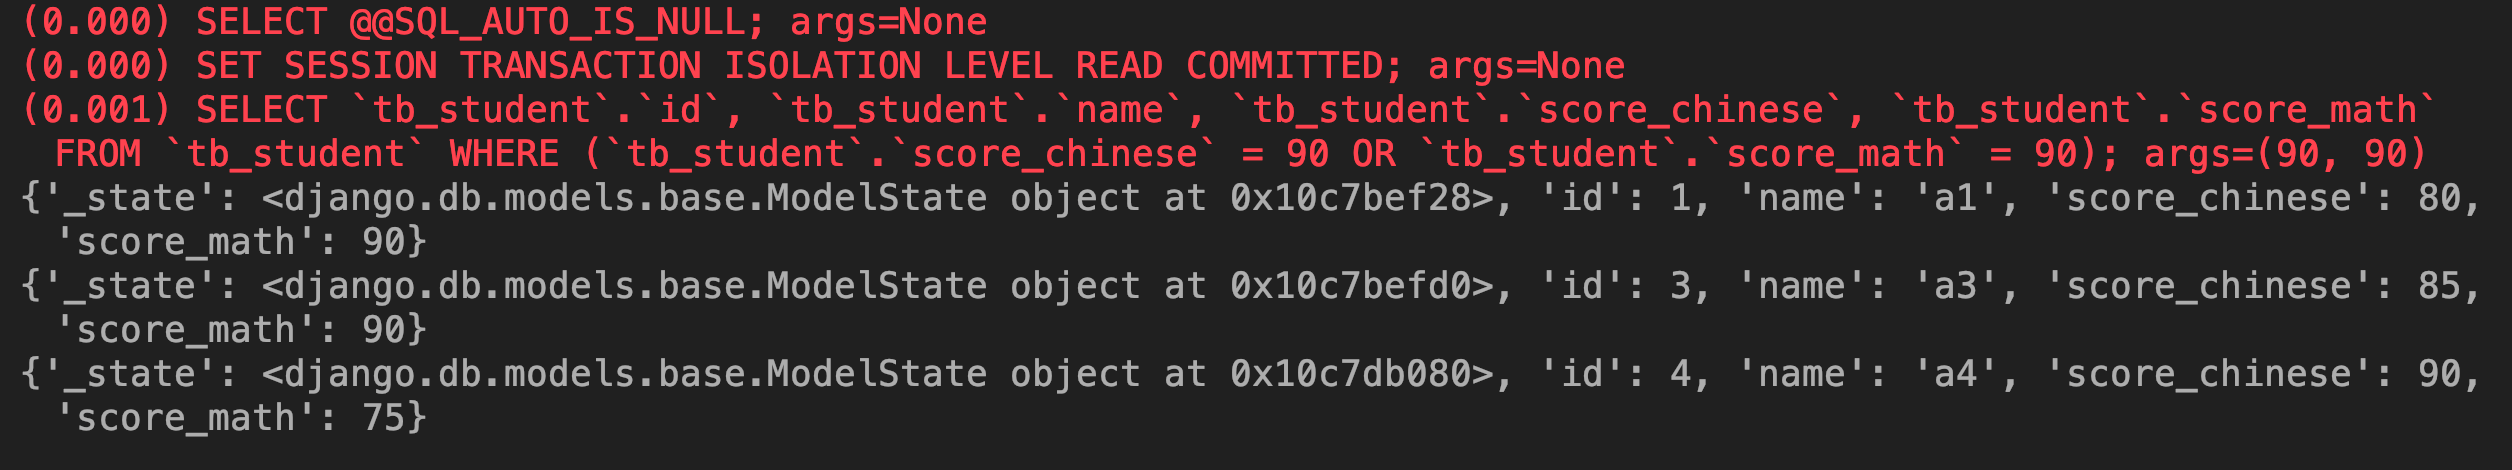 (0.000) SELECT @@SQL_AUTO_IS_NULL; args=None
(0.000) SET SESSION TRANSACTION ISOLATION LEVEL READ COMMITTED; args=None
(0.001) SELECT `tb_student`.`id`, `tb_student`.`name`, `tb_student`.`score_chinese`, `tb_student`.`score_math`
FROM `tb_student` WHERE (`tb_student`.`score_chinese` = 90 OR `tb_student`.`score_math` = 90); args=(90, 90)
{'_state': <django.db.models.base.ModelState object at 0x10c7bef28>, 'id': 1, 'name': 'a1', 'score_chinese': 80,
'score_math': 90}
{'_state': <django.db.models.base.ModelState object at 0x10c7befd0>, 'id': 3, 'name': 'a3', 'score_chinese': 85,
'score_math': 90}
{'_state': <django.db.models.base.ModelState object at 0x10c7db080>, 'id': 4, 'name': 'a4', 'score_chinese': 90,
'score_math': 75}